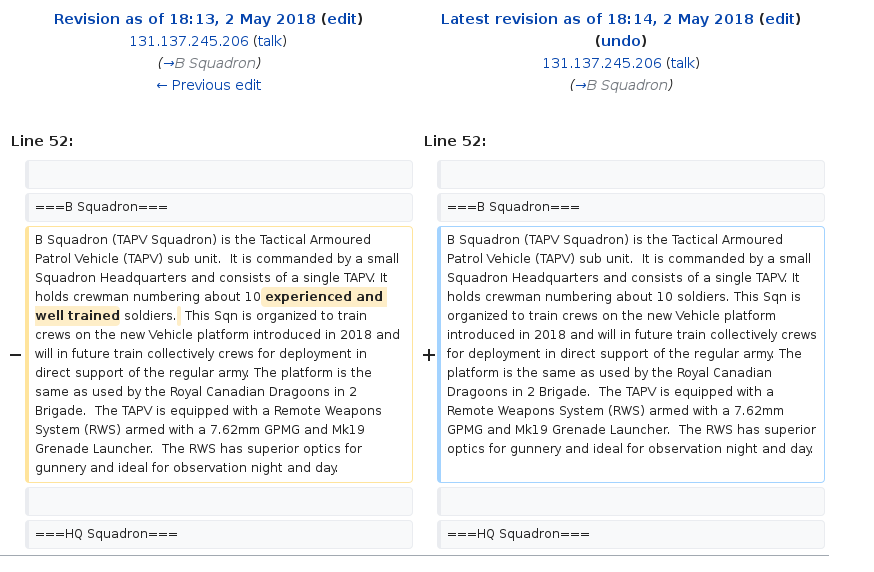 Revision as of 18:13, 2 May 2018 (edit)
131.137.245.206 (talk)
(→B Squadron)
← Previous edit
Latest revision as of 18:14, 2 May 2018 (edit)
(undo)
131.137.245.206 (talk)
(→B Squadron)
Line 52:
Line 52:
===B Squadron===
===B Squadron===
−
B Squadron (TAPV Squadron) is the Tactical Armoured
Patrol Vehicle (TAPV) sub unit.  It is commanded by a small
Squadron Headquarters and consists of a single TAPV. It
holds crewman numbering about 10 experienced and
well trained soldiers.  This Sqn is organized to train
crews on the new Vehicle platform introduced in 2018 and
will in future train collectively crews for deployment in
direct support of the regular army. The platform is the
same as used by the Royal Canadian Dragoons in 2
Brigade.  The TAPV is equipped with a Remote Weapons
System (RWS) armed with a 7.62mm GPMG and Mk19
Grenade Launcher.  The RWS has superior optics for
gunnery and ideal for observation night and day.
+
B Squadron (TAPV Squadron) is the Tactical Armoured
Patrol Vehicle (TAPV) sub unit.  It is commanded by a small
Squadron Headquarters and consists of a single TAPV. It
holds crewman numbering about 10 soldiers. This Sqn is
organized to train crews on the new Vehicle platform
introduced in 2018 and will in future train collectively crews
for deployment in direct support of the regular army. The
platform is the same as used by the Royal Canadian
Dragoons in 2 Brigade.  The TAPV is equipped with a
Remote Weapons System (RWS) armed with a 7.62mm
GPMG and Mk19 Grenade Launcher.  The RWS has superior
optics for gunnery and ideal for observation night and day.
===HQ Squadron===
===HQ Squadron===